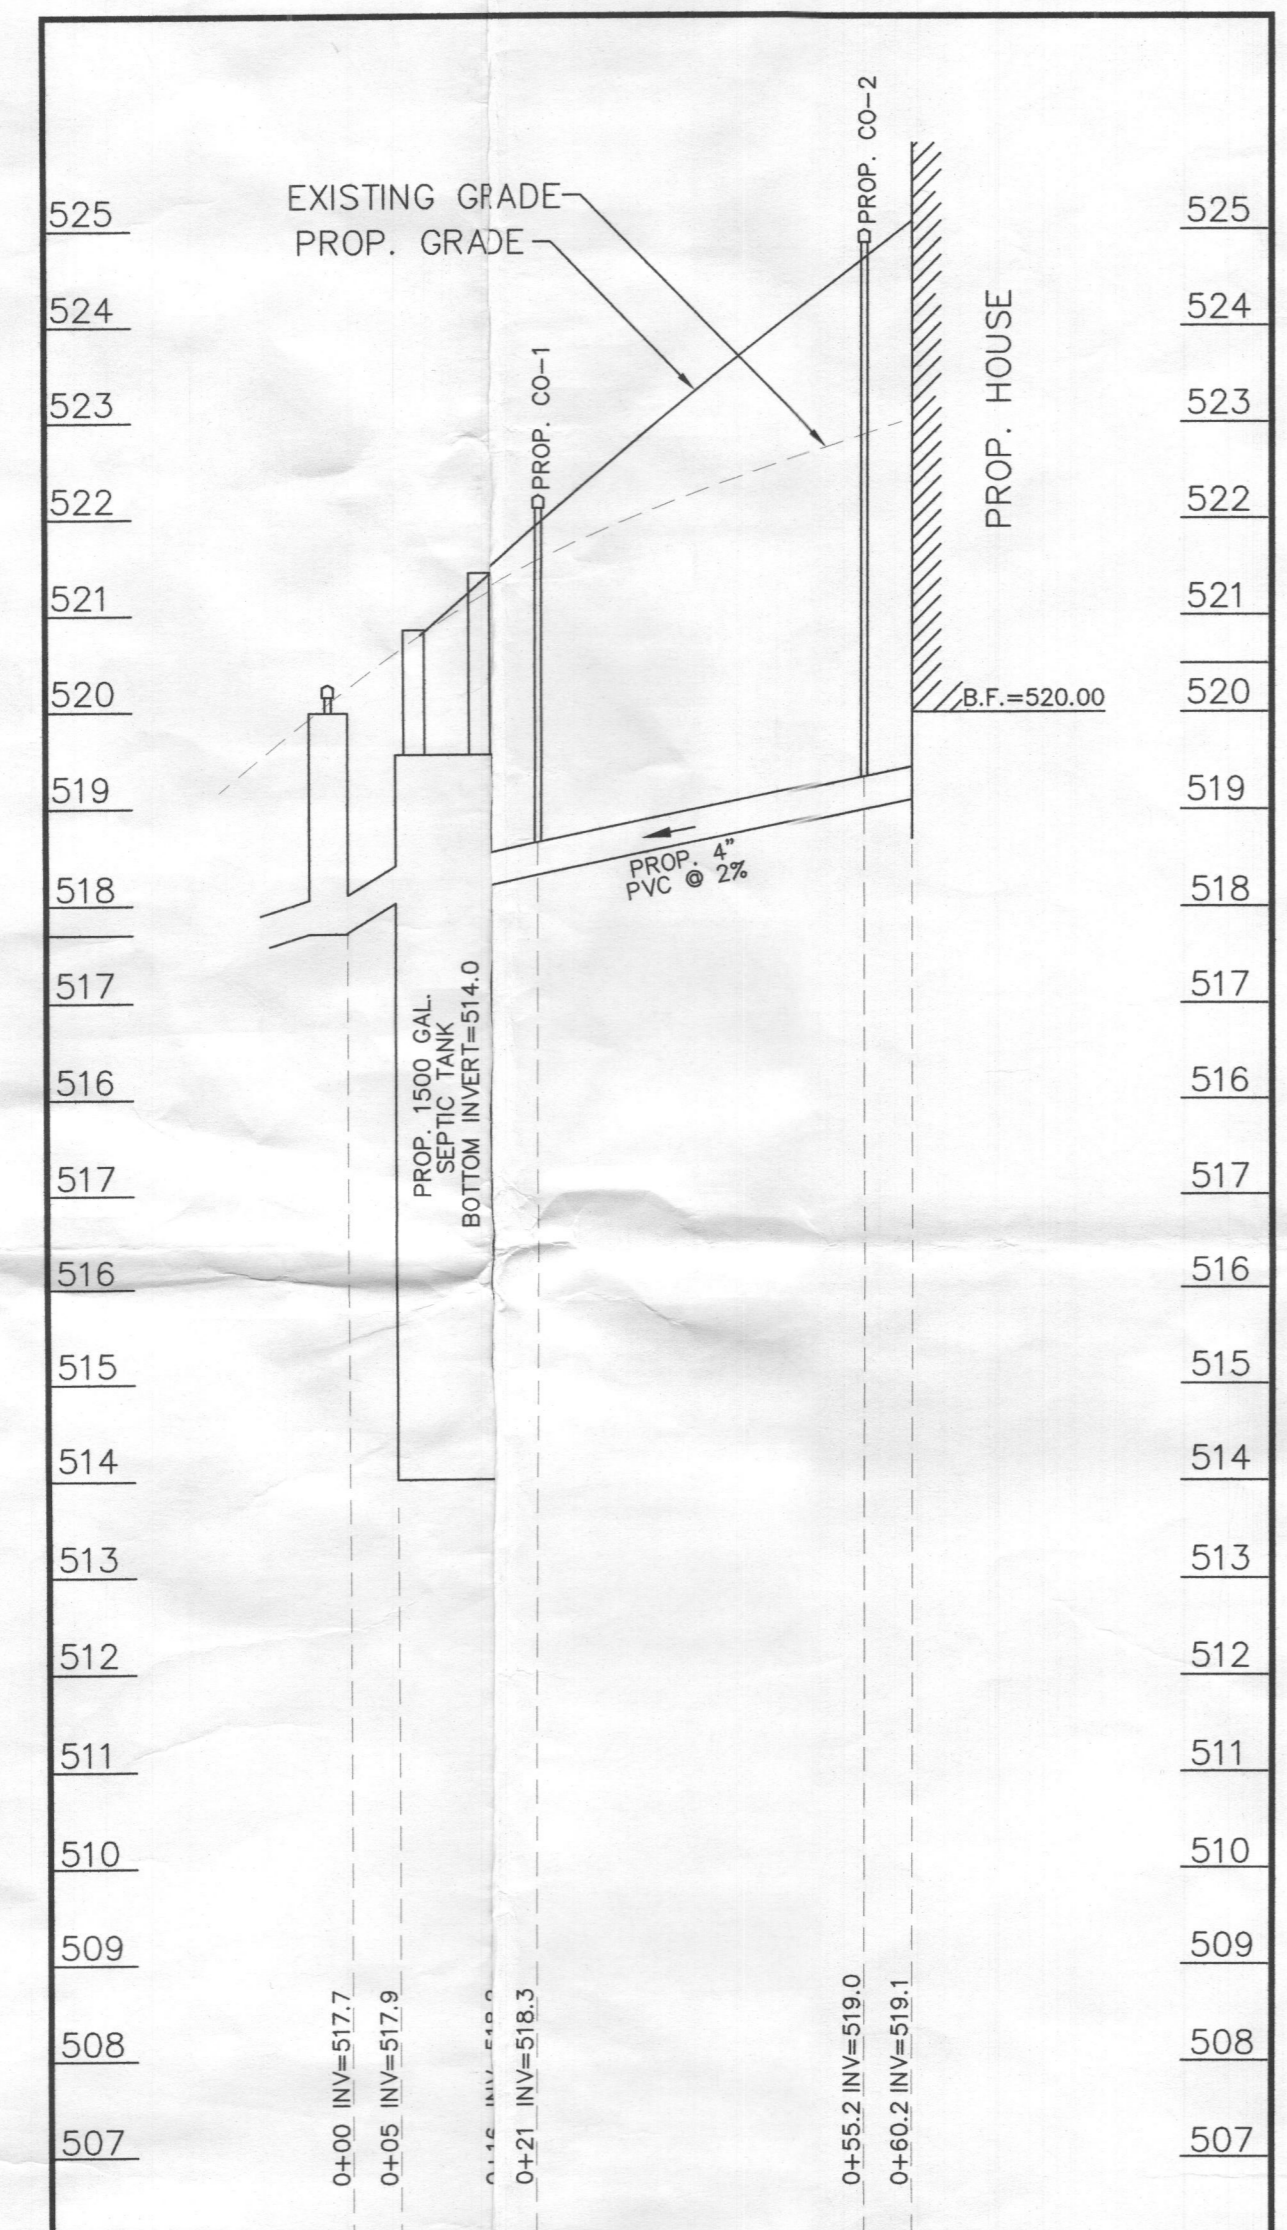 PROP. CO-2
EXISTING GRADE
PROP. GRADE
PROP. CO-1
PROP. HOUSE
525
524
523
522
521
520
519
518
517
516
517
516
515
514
513
512
511
510
509
508
507
525
524
523
522
521
520
519
518
517
516
517
516
515
514
513
512
511
510
509
508
507
B.F.=520.00
PROP. 4"
PVC @ 2%
PROP. 1500 GAL.
SEPTIC TANK
BOTTOM INVERT=514.0
0+00 INV=517.7
0+05 INV=517.9
0+21 INV=518.3
0+55.2 INV=519.0
0+60.2 INV=519.1